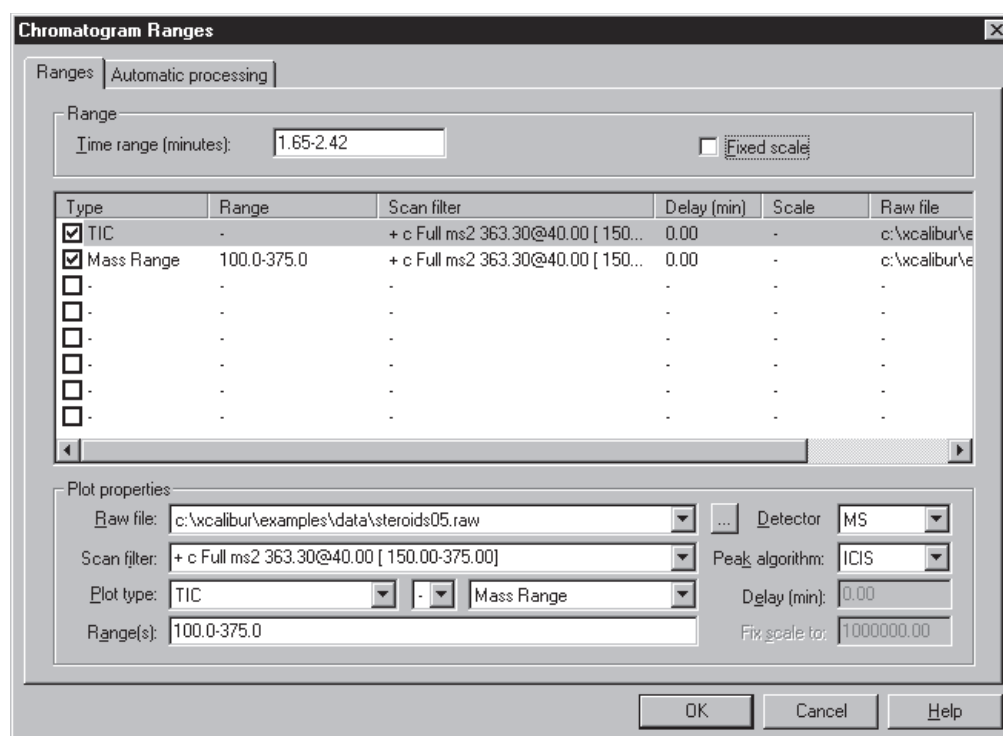 Chromatogram Ranges
Ranges Automatic processing
Range
Time range (minutes): 1.65-2.42 Fixed scale
Type Range Scan filter Delay (min) Scale Raw file
TIC - + c Full ms2 363.30@40.00 [ 150... 0.00 - c:\xcalibur\e
Mass Range 100.0-375.0 + c Full ms2 363.30@40.00 [ 150... 0.00 - c:\xcalibur\e
- - - - - -
- - - - - -
- - - - - -
- - - - - -
- - - - - -
- - - - - -
Plot properties
Raw file: c:\xcalibur\examples\data\steroids05.raw ... Detector MS
Scan filter: + c Full ms2 363.30@40.00 [ 150.00-375.00] Peak algorithm: ICIS
Plot type: TIC - Mass Range Delay (min): 0.00
Range(s): 100.0-375.0 Fix scale to: 1000000.00
OK Cancel Help